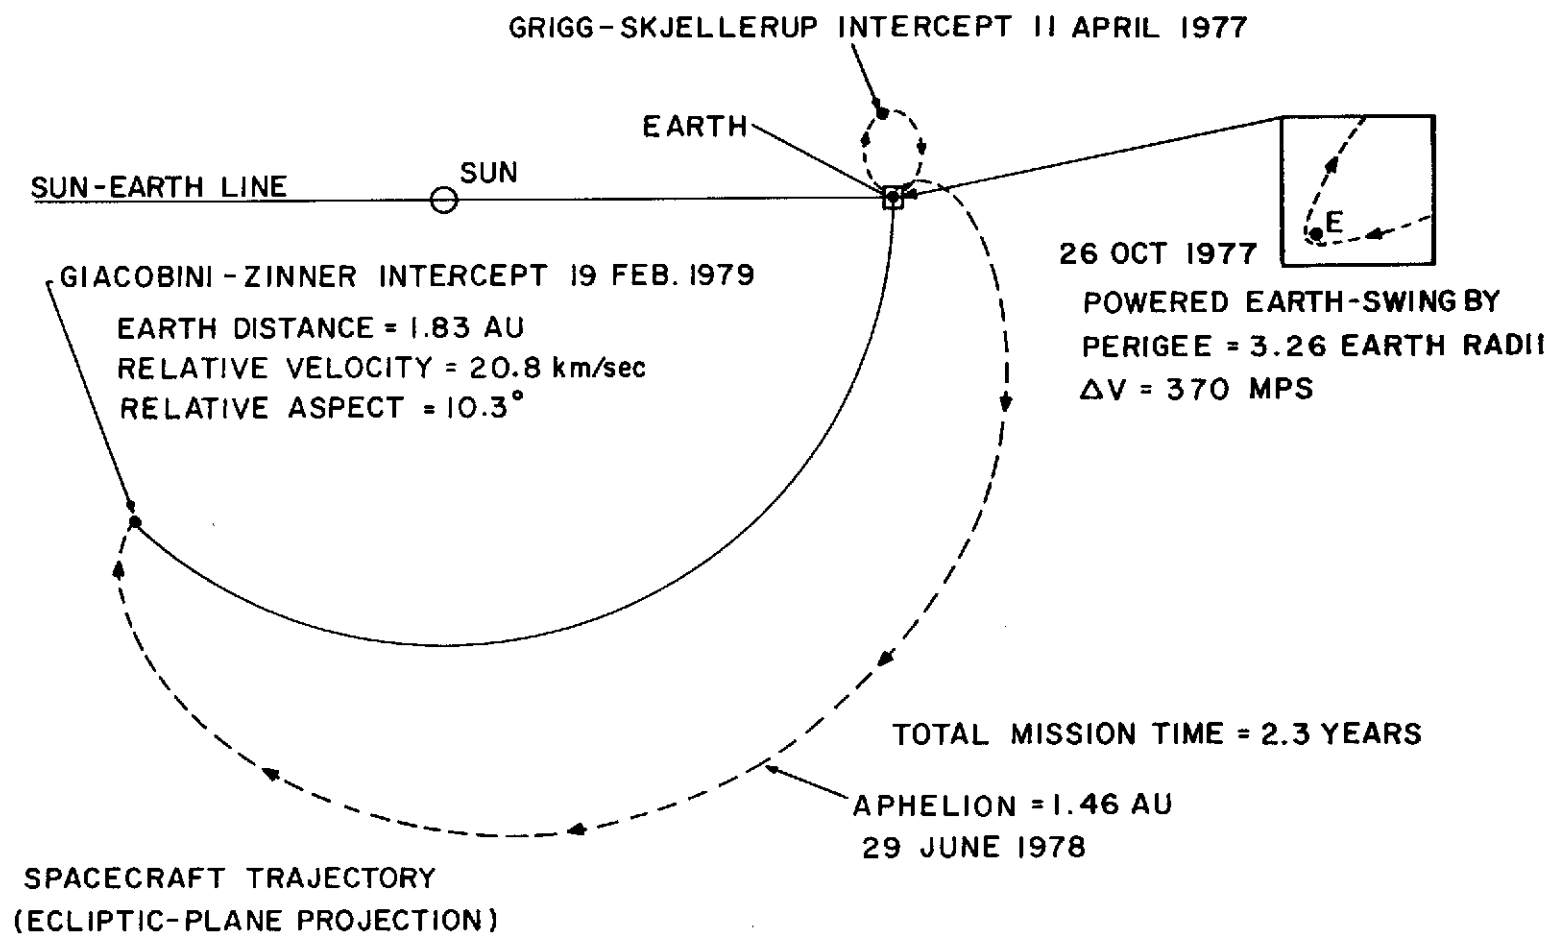 GRIGG-SKJELLERUP INTERCEPT 11 APRIL 1977
EARTH
SUN
SUN-EARTH LINE
E
26 OCT 1977
POWERED EARTH-SWING BY
PERIGEE = 3.26 EARTH RADII
ΔV = 370 MPS
GIACOBINI-ZINNER INTERCEPT 19 FEB. 1979
EARTH DISTANCE = 1.83 AU
RELATIVE VELOCITY = 20.8 km/sec
RELATIVE ASPECT = 10.3°
TOTAL MISSION TIME = 2.3 YEARS
APHELION = 1.46 AU
29 JUNE 1978
SPACECRAFT TRAJECTORY
(ECLIPTIC-PLANE PROJECTION)